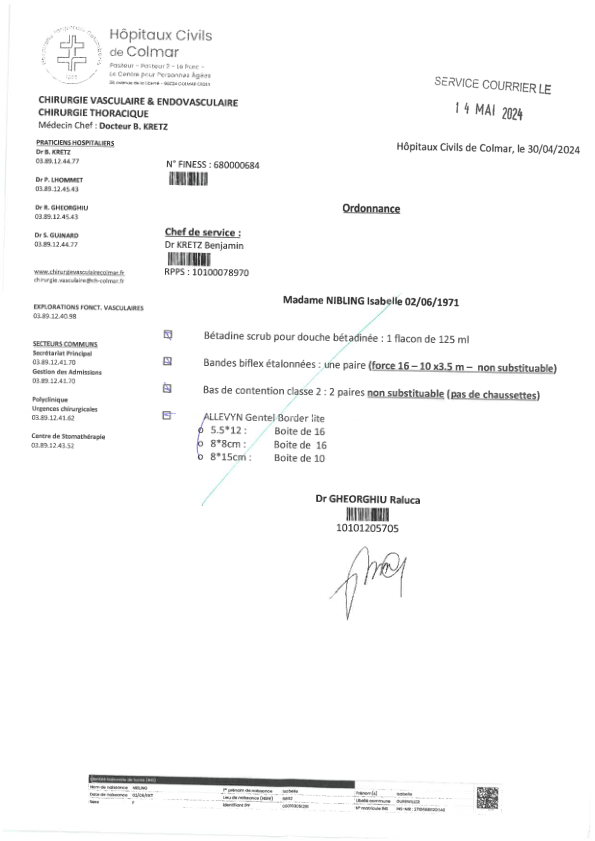 Hôpitaux Civils
de Colmar
Pasteur - Pasteur 2 - Le Parc -
Le Centre pour Personnes Âgées
SERVICE COURRIER LE
14 MAI 2024
CHIRURGIE VASCULAIRE & ENDOVASCULAIRE
CHIRURGIE THORACIQUE
Médecin Chef : Docteur B. KRETZ
Hôpitaux Civils de Colmar, le 30/04/2024
PRATICIENS HOSPITALIERS
Dr B. KRETZ
03.89.12.44.77
N° FINESS : 680000684
Dr P. LHOMMET
03.89.12.45.43
Dr R. GHEORGHIU
03.89.12.45.43
Ordonnance
Dr S. GUINARD
03.89.12.44.77
Chef de service :
Dr KRETZ Benjamin
RPPS : 10100078970
www.chirurgievasculairecolmar.fr
chirurgie.vasculaire@ch-colmar.fr
Madame NIBLING Isabelle 02/06/1971
EXPLORATIONS FONCT. VASCULAIRES
03.89.12.40.98
Bétadine scrub pour douche bétadinée : 1 flacon de 125 ml
Bandes biflex étalonnées : une paire (force 16 – 10 x3.5 m – non substituable)
Bas de contention classe 2 : 2 paires non substituable (pas de chaussettes)
ALLEVYN Gentel Border lite
5.5*12 : Boite de 16
8*8cm : Boite de 16
8*15cm : Boite de 10
SECTEURS COMMUNS
Secrétariat Principal
03.89.12.41.70
Gestion des Admissions
03.89.12.41.70
Polyclinique
Urgences chirurgicales
03.89.12.41.62
Centre de Stomathérapie
03.89.12.43.52
Dr GHEORGHIU Raluca
10101205705
Nom de naissance NIBLING
Date de naissance
Sexe F
1er prénom de naissance Isabelle
Lieu de naissance (INSEE)
Identifiant IPP
Prénom(s) Isabelle
Libellé commune
N° matricule INS